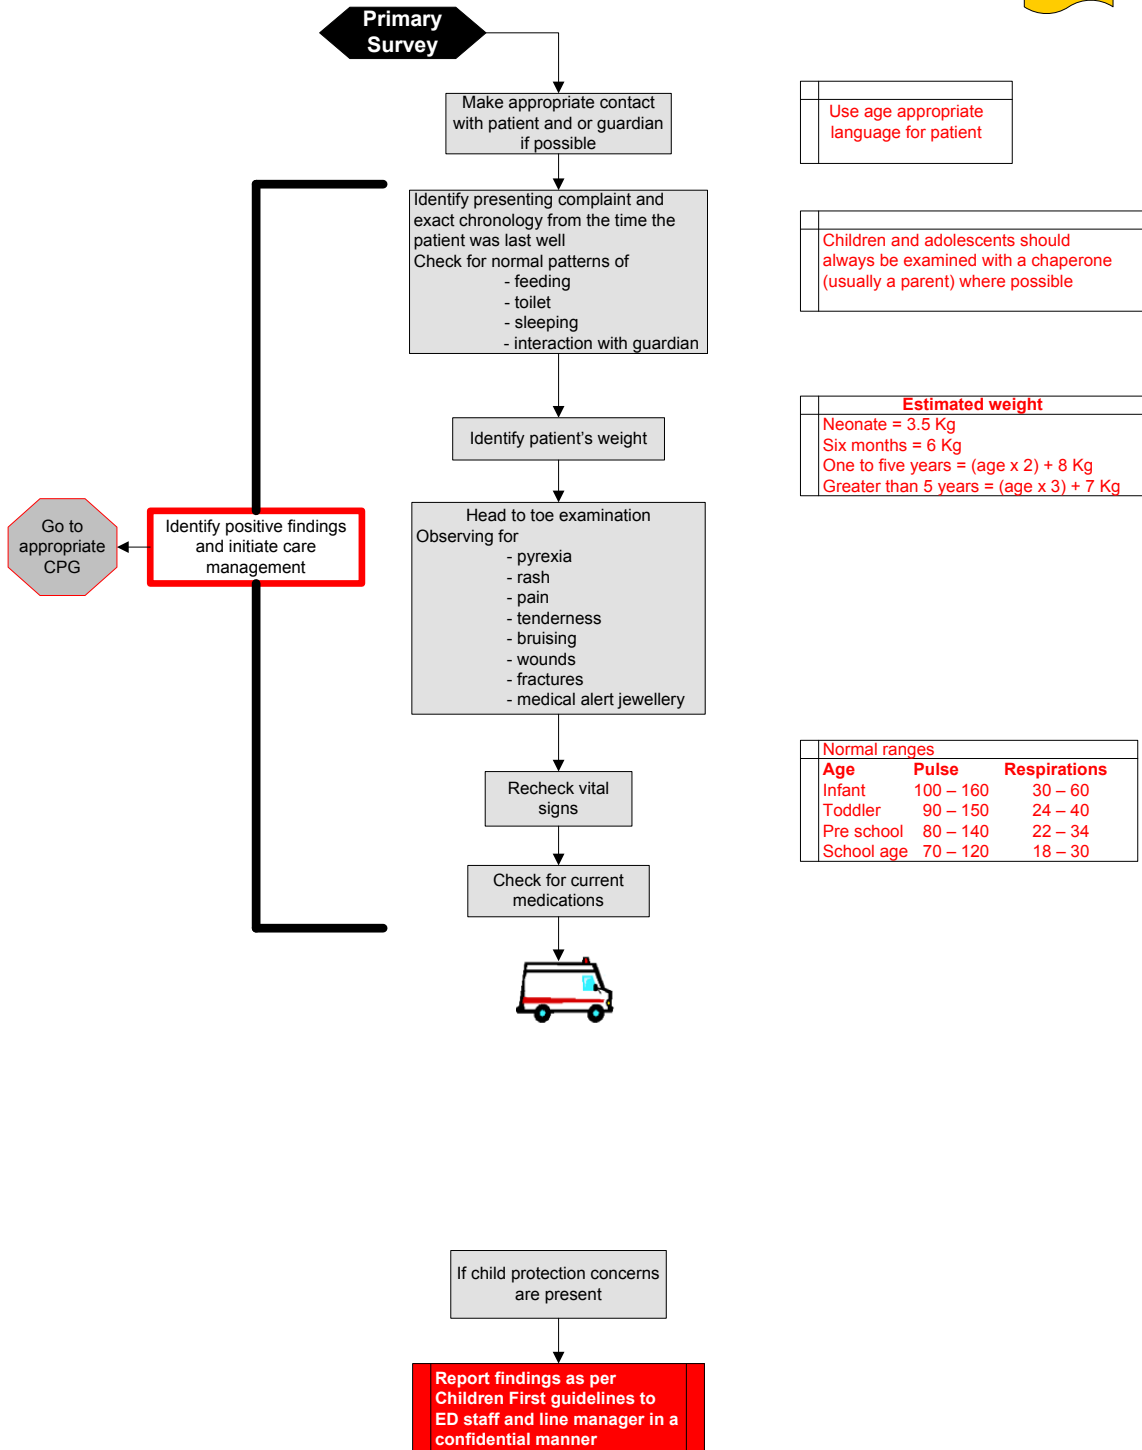 Primary
Survey
Make appropriate contact
with patient and or guardian
if possible
Use age appropriate
language for patient
Identify presenting complaint and
exact chronology from the time the
patient was last well
Check for normal patterns of
- feeding
- toilet
- sleeping
- interaction with guardian
Children and adolescents should
always be examined with a chaperone
(usually a parent) where possible
Identify patient's weight
Estimated weight
Neonate = 3.5 Kg
Six months = 6 Kg
One to five years = (age x 2) + 8 Kg
Greater than 5 years = (age x 3) + 7 Kg
Go to
appropriate
CPG
Identify positive findings
and initiate care
management
Head to toe examination
Observing for
- pyrexia
- rash
- pain
- tenderness
- bruising
- wounds
- fractures
- medical alert jewellery
Recheck vital
signs
Normal ranges
Age Pulse Respirations
Infant 100 – 160 30 – 60
Toddler 90 – 150 24 – 40
Pre school 80 – 140 22 – 34
School age 70 – 120 18 – 30
Check for current
medications
If child protection concerns
are present
Report findings as per
Children First guidelines to
ED staff and line manager in a
confidential manner